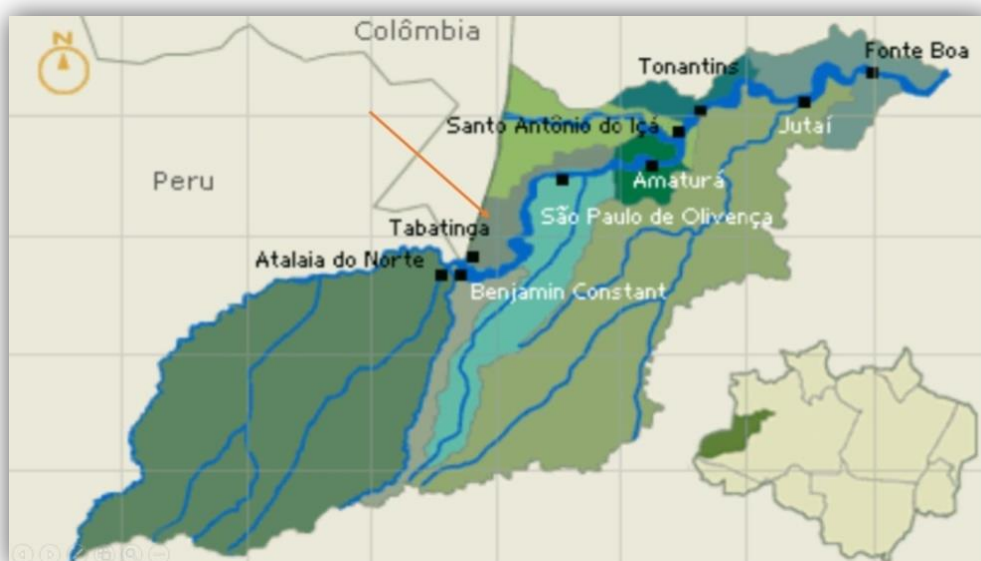 Colômbia
N
Fonte Boa
Tonantins
Santo Antônio do Içá
Jutaí
Peru
Amaturá
São Paulo de Olivença
Tabatinga
Atalaia do Norte
Benjamin Constant